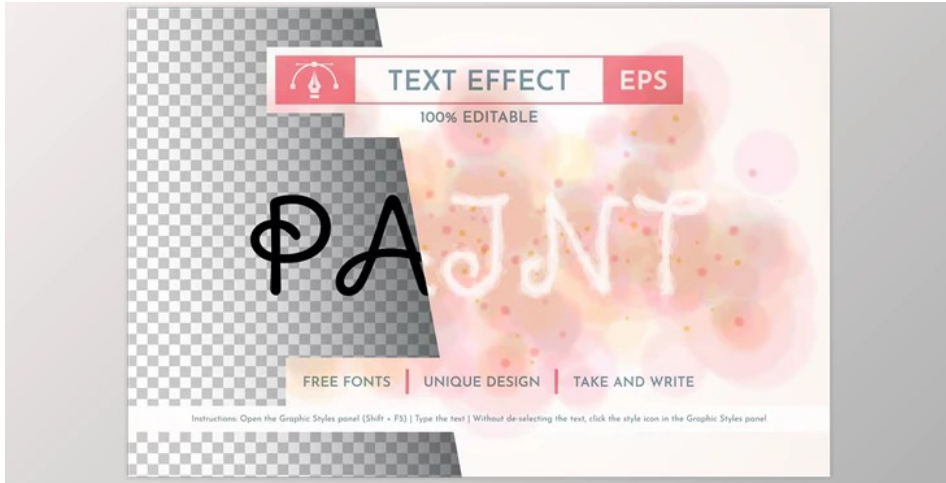 TEXT EFFECT EPS
100% EDITABLE
PAINT
FREE FONTS | UNIQUE DESIGN | TAKE AND WRITE
Instructions: Open the Graphic Styles panel (Shift + F5) | Type the text | Without de-selecting the text, click the style icon in the Graphic Styles panel